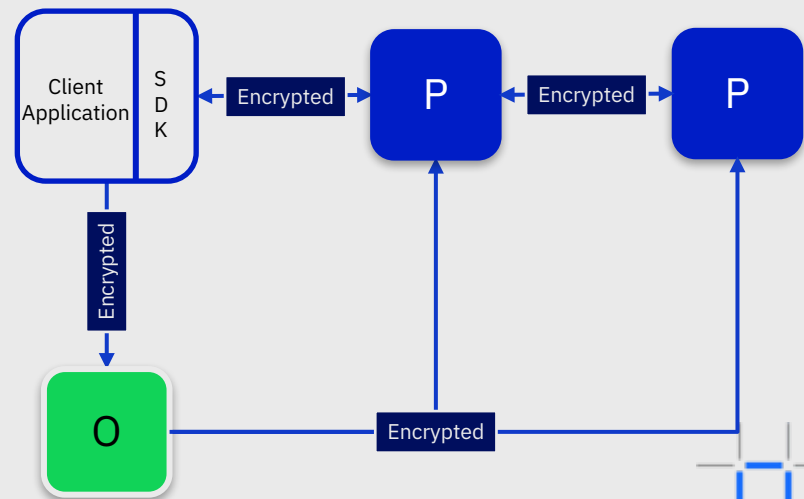 Client
Application
S
D
K
Encrypted
P
Encrypted
P
Encrypted
O
Encrypted